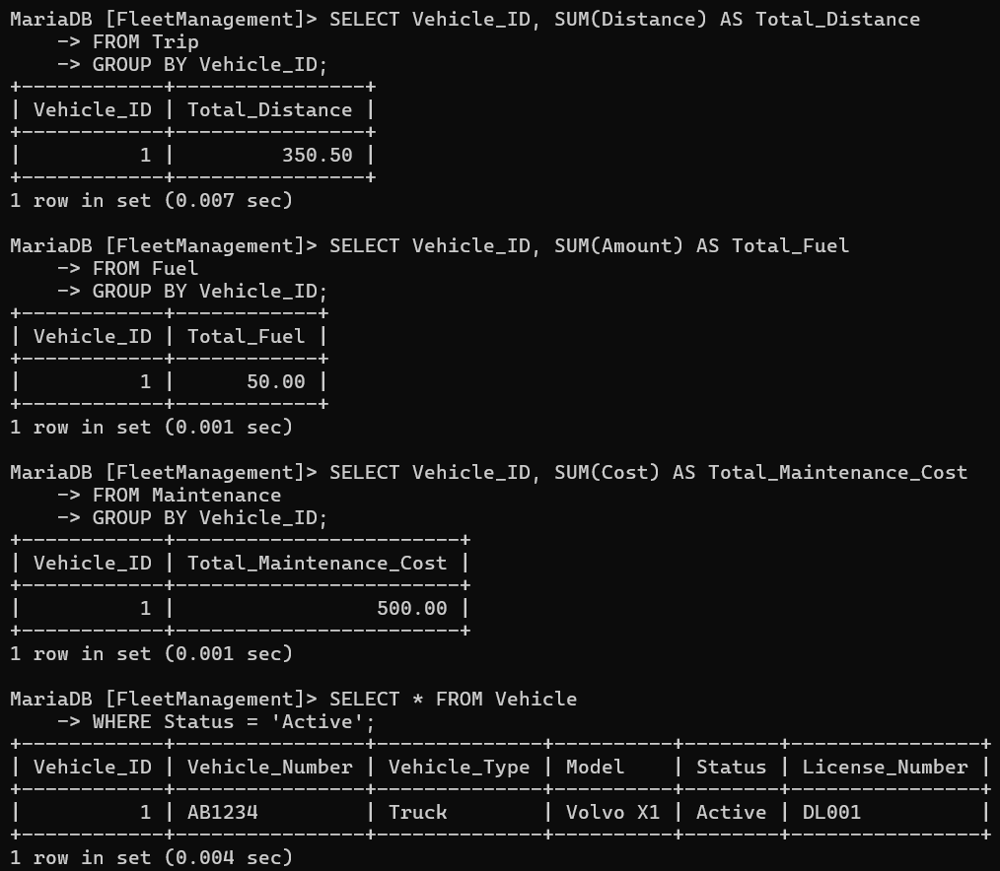 MariaDB [FleetManagement]> SELECT Vehicle_ID, SUM(Distance) AS Total_Distance
    -> FROM Trip
    -> GROUP BY Vehicle_ID;
+------------+----------------+
| Vehicle_ID | Total_Distance |
+------------+----------------+
|          1 |         350.50 |
+------------+----------------+
1 row in set (0.007 sec)

MariaDB [FleetManagement]> SELECT Vehicle_ID, SUM(Amount) AS Total_Fuel
    -> FROM Fuel
    -> GROUP BY Vehicle_ID;
+------------+------------+
| Vehicle_ID | Total_Fuel |
+------------+------------+
|          1 |      50.00 |
+------------+------------+
1 row in set (0.001 sec)

MariaDB [FleetManagement]> SELECT Vehicle_ID, SUM(Cost) AS Total_Maintenance_Cost
    -> FROM Maintenance
    -> GROUP BY Vehicle_ID;
+------------+------------------------+
| Vehicle_ID | Total_Maintenance_Cost |
+------------+------------------------+
|          1 |                 500.00 |
+------------+------------------------+
1 row in set (0.001 sec)

MariaDB [FleetManagement]> SELECT * FROM Vehicle
    -> WHERE Status = 'Active';
+------------+----------------+--------------+----------+--------+----------------+
| Vehicle_ID | Vehicle_Number | Vehicle_Type | Model    | Status | License_Number |
+------------+----------------+--------------+----------+--------+----------------+
|          1 | AB1234         | Truck        | Volvo X1 | Active | DL001          |
+------------+----------------+--------------+----------+--------+----------------+
1 row in set (0.004 sec)